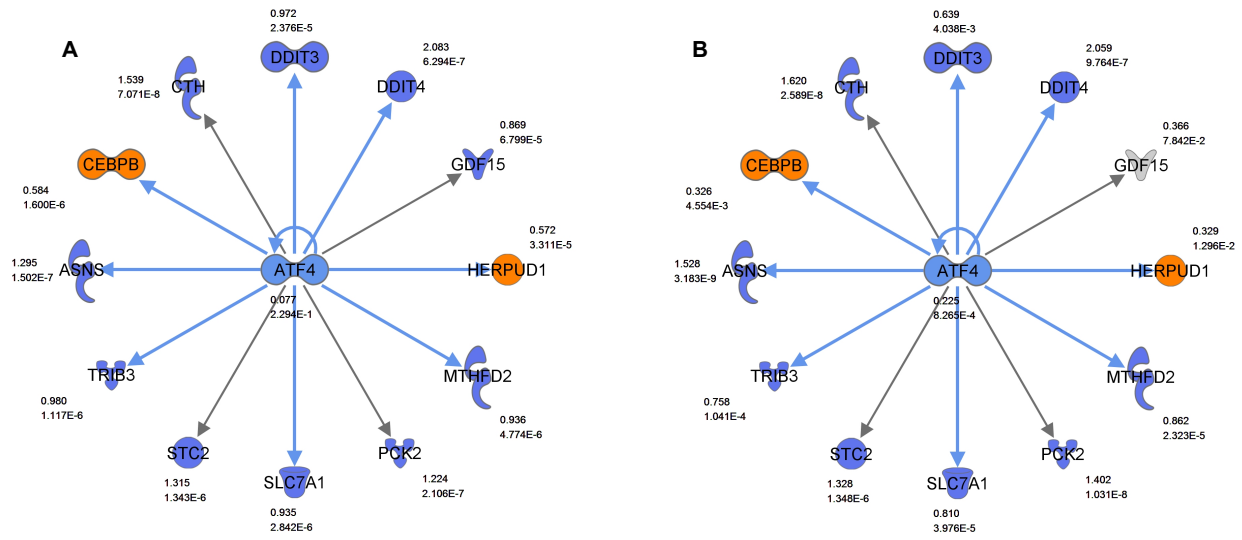 A
0.972
2.376E-5
DDIT3
2.083
6.294E-7
DDIT4
1.539
7.071E-8
CTH
0.869
6.799E-5
GDF15
CEBPB
0.584
1.600E-6
0.572
3.311E-5
HERPUD1
1.295
1.502E-7
ASNS
ATF4
0.077
2.294E-1
TRIB3
0.980
1.117E-6
MTHFD2
0.936
4.774E-6
STC2
1.315
1.343E-6
SLC7A1
0.935
2.842E-6
PCK2
1.224
2.106E-7
B
0.639
4.038E-3
DDIT3
2.059
9.764E-7
DDIT4
1.620
2.589E-8
CTH
0.366
7.842E-2
GDF15
CEBPB
0.326
4.554E-3
0.329
1.296E-2
HERPUD1
1.528
3.183E-9
ASNS
ATF4
0.225
8.265E-4
TRIB3
0.758
1.041E-4
MTHFD2
0.862
2.323E-5
STC2
1.328
1.348E-6
SLC7A1
0.810
3.976E-5
PCK2
1.402
1.031E-8